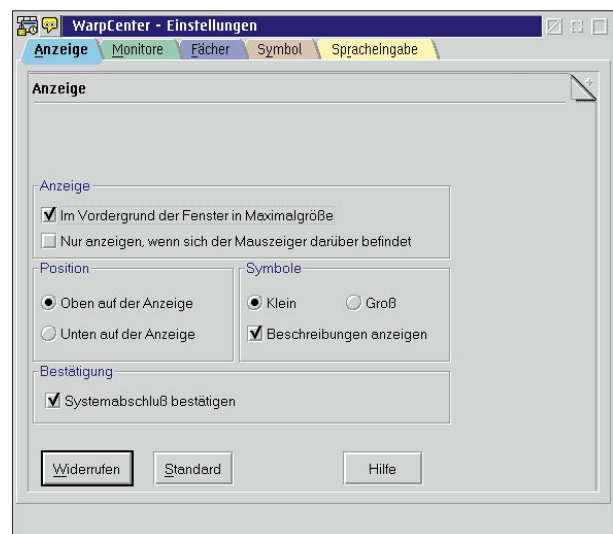 WarpCenter - Einstellungen
Anzeige Monitore Fächer Symbol Spracheingabe
Anzeige
Anzeige
Im Vordergrund der Fenster in Maximalgröße
Nur anzeigen, wenn sich der Mauszeiger darüber befindet
Position
Oben auf der Anzeige
Unten auf der Anzeige
Symbole
Klein Groß
Beschreibungen anzeigen
Bestätigung
Systemabschluß bestätigen
Widerrufen Standard Hilfe